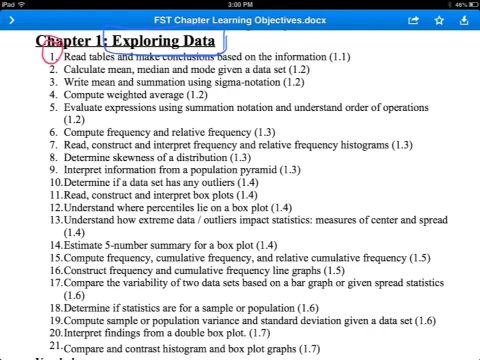 iPad
3:00 PM
46%
FST Chapter Learning Objectives.docx
Chapter 1: Exploring Data
1. Read tables and make conclusions based on the information (1.1)
2. Calculate mean, median and mode given a data set (1.2)
3. Write mean and summation using sigma-notation (1.2)
4. Compute weighted average (1.2)
5. Evaluate expressions using summation notation and understand order of operations
(1.2)
6. Compute frequency and relative frequency (1.3)
7. Read, construct and interpret frequency and relative frequency histograms (1.3)
8. Determine skewness of a distribution (1.3)
9. Interpret information from a population pyramid (1.3)
10. Determine if a data set has any outliers (1.4)
11. Read, construct and interpret box plots (1.4)
12. Understand where percentiles lie on a box plot (1.4)
13. Understand how extreme data / outliers impact statistics: measures of center and spread
(1.4)
14. Estimate 5-number summary for a box plot (1.4)
15. Compute frequency, cumulative frequency, and relative cumulative frequency (1.5)
16. Construct frequency and cumulative frequency line graphs (1.5)
17. Compare the variability of two data sets based on a bar graph or given spread statistics
(1.6)
18. Determine if statistics are for a sample or population (1.6)
19. Compute sample or population variance and standard deviation given a data set (1.6)
20. Interpret findings from a double box plot. (1.7)
21. Compare and contrast histogram and box plot graphs (1.7)